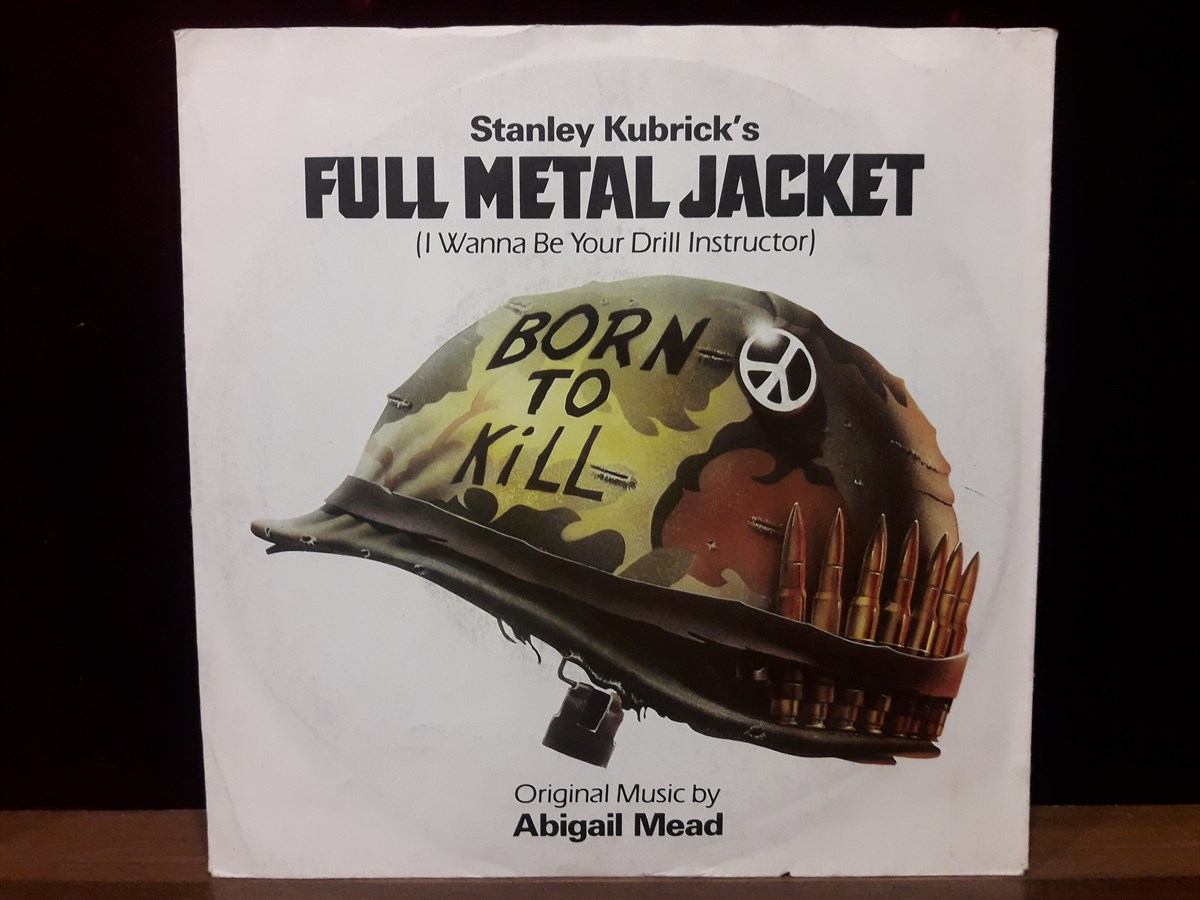 Stanley Kubrick's
FULL METAL JACKET
(I Wanna Be Your Drill Instructor)
BORN
TO
KiLL
Original Music by
Abigail Mead